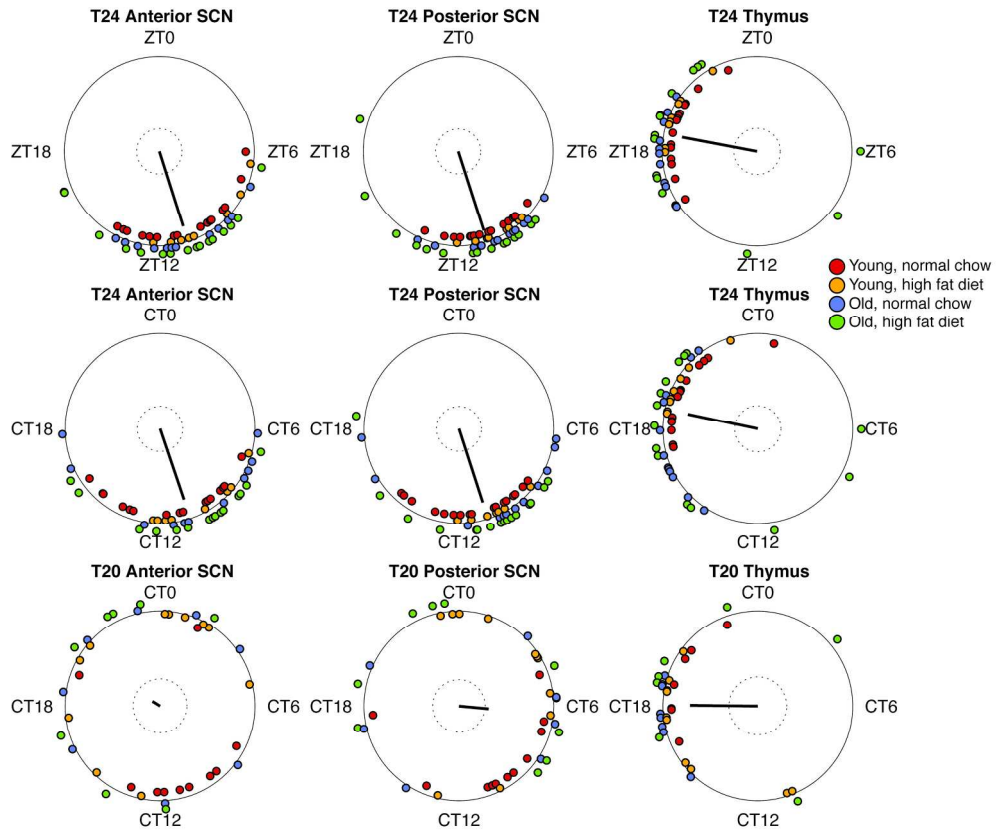 T24 Anterior SCN T24 Posterior SCN T24 Thymus
ZT0 ZT0 ZT0
ZT18 ZT6 ZT18 ZT6 ZT18 ZT6
ZT12 ZT12 ZT12
Young, normal chow
Young, high fat diet
Old, normal chow
Old, high fat diet
T24 Anterior SCN T24 Posterior SCN T24 Thymus
CT0 CT0 CT0
CT18 CT6 CT18 CT6 CT18 CT6
CT12 CT12 CT12
T20 Anterior SCN T20 Posterior SCN T20 Thymus
CT0 CT0 CT0
CT18 CT6 CT18 CT6 CT18 CT6
CT12 CT12 CT12